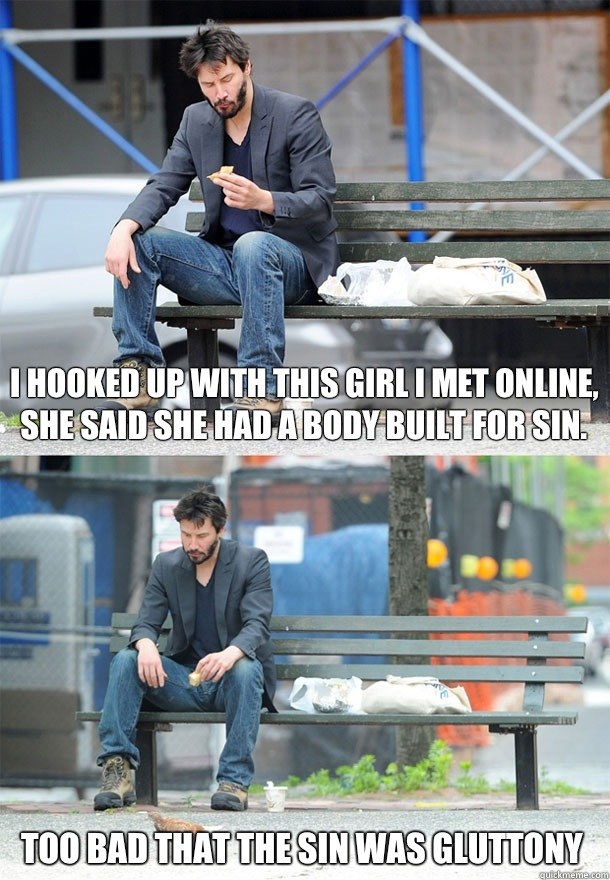 I HOOKED UP WITH THIS GIRL I MET ONLINE,
SHE SAID SHE HAD A BODY BUILT FOR SIN.
TOO BAD THAT THE SIN WAS GLUTTONY
quickmeme.com